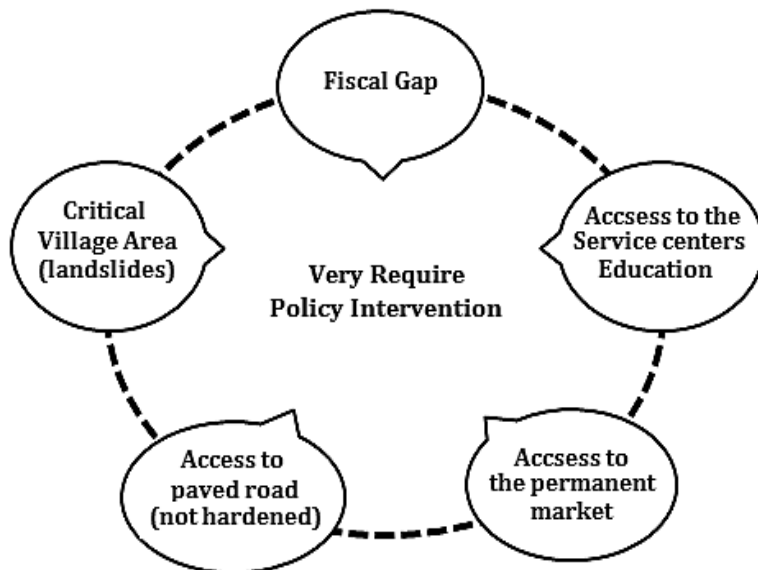 Fiscal Gap
Critical
Village Area
(landslides)
Accsess to the
Service centers
Education
Very Require
Policy Intervention
Access to
paved road
(not hardened)
Accsess to
the permanent
market